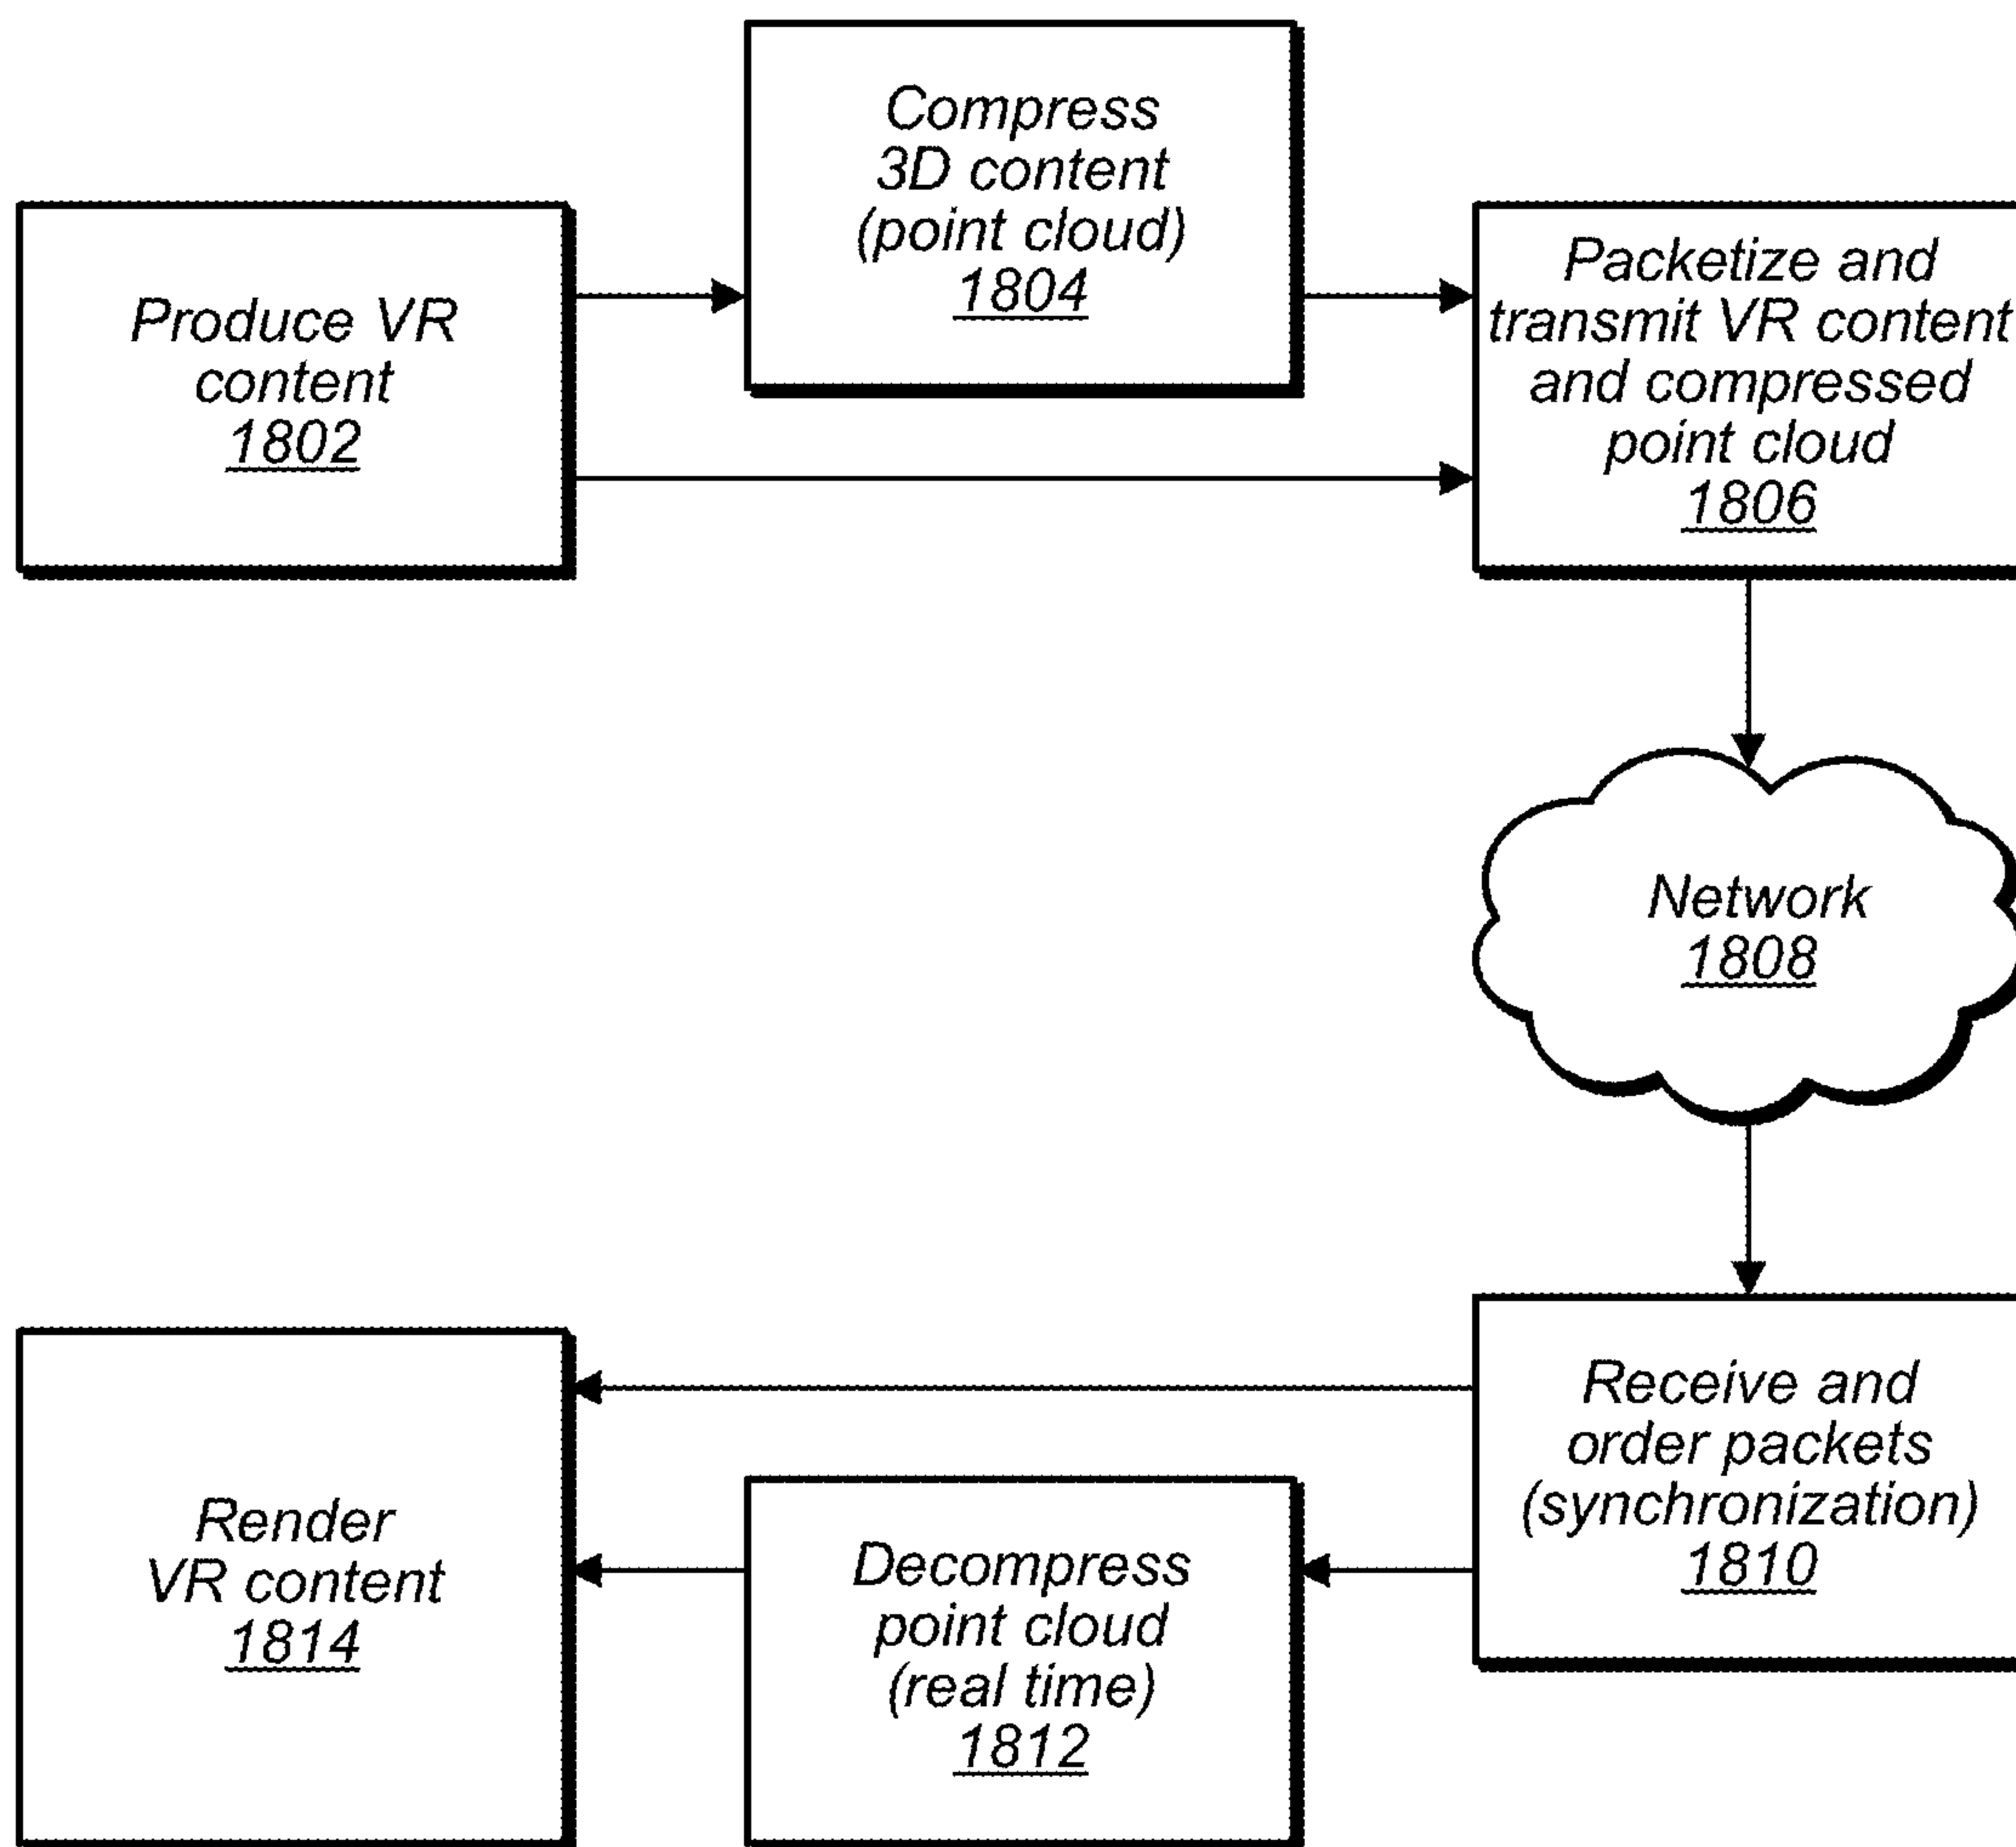 Compress
3D content
(point cloud)
1804
Produce VR
content
1802
Packetize and
transmit VR content
and compressed
point cloud
1806
Network
1808
Receive and
order packets
(synchronization)
1810
Render
VR content
1814
Decompress
point cloud
(real time)
1812